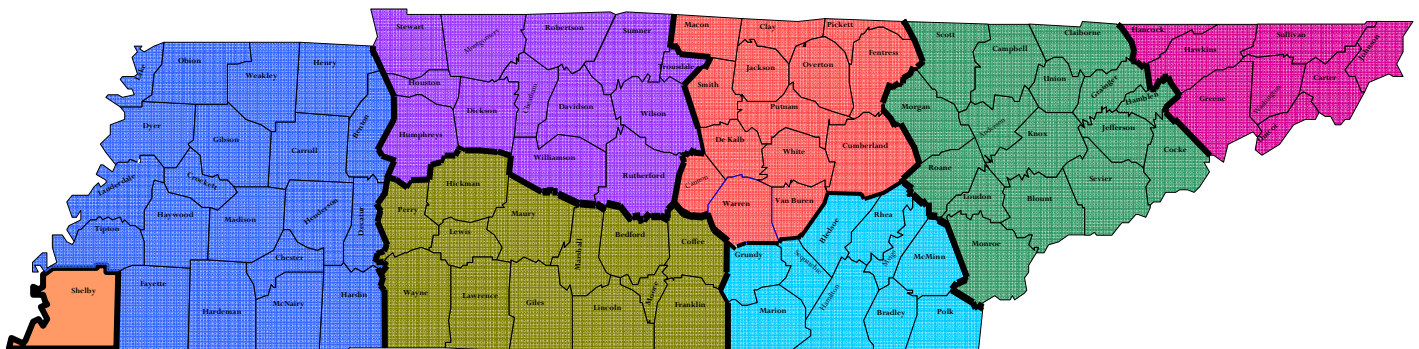 Stewart
Montgomery
Robertson
Sumner
Macon
Clay
Pickett
Scott
Claiborne
Hancock
Sullivan
Johnson
Lake
Obion
Weakley
Henry
Houston
Trousdale
Jackson
Overton
Fentress
Campbell
Union
Grainger
Hawkins
Carter
Dyer
Gibson
Carroll
Benton
Humphreys
Dickson
Cheatham
Davidson
Wilson
Smith
Putnam
Morgan
Anderson
Knox
Hamblen
Jefferson
Greene
Washington
Unicoi
Lauderdale
Crockett
Haywood
Madison
Henderson
Decatur
Williamson
Rutherford
De Kalb
White
Cumberland
Cannon
Warren
Van Buren
Roane
Loudon
Blount
Sevier
Cocke
Tipton
Chester
Perry
Hickman
Lewis
Maury
Marshall
Bedford
Coffee
Grundy
Sequatchie
Bledsoe
Rhea
Meigs
McMinn
Monroe
Shelby
Fayette
Hardeman
McNairy
Hardin
Wayne
Lawrence
Giles
Lincoln
Moore
Franklin
Marion
Hamilton
Bradley
Polk